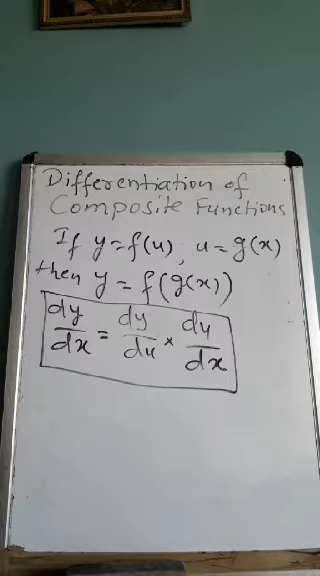 Differentiation of
Composite Functions
If y = f(u), u = g(x)
then y = f(g(x))
dy/dx = dy/du × du/dx